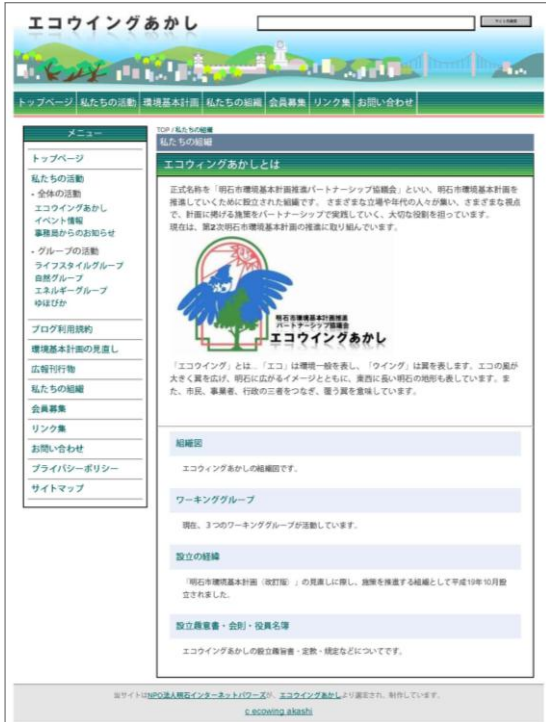 エコウイングあかし
トップページ 私たちの活動 環境基本計画 私たちの組織 会員募集 リンク集 お問い合わせ
メニュー
トップページ
私たちの活動
・全体の活動
エコウイングあかし
イベント情報
事務局からのお知らせ
・グループの活動
ライフスタイルグループ
自然グループ
エネルギーグループ
ゆほびか
ブログ利用規約
環境基本計画の見直し
広報刊行物
私たちの組織
会員募集
リンク集
お問い合わせ
プライバシーポリシー
サイトマップ
TOP / 私たちの組織
私たちの組織
エコウィングあかしとは
正式名称を「明石市環境基本計画推進パートナーシップ協議会」といい、明石市環境基本計画を
推進していくために設立された組織です。 さまざまな立場や年代の人々が集い、さまざまな視点
で、計画に掲げる施策をパートナーシップで実践していく、大切な役割を担っています。
現在は、第2次明石市環境基本計画の推進に取り組んでいます。
明石市環境基本計画推進
パートナーシップ協議会
エコウイングあかし
「エコウイング」とは…「エコ」は環境一般を表し、「ウイング」は翼を表します。エコの風が
大きく翼を広げ、明石に広がるイメージとともに、東西に長い明石の地形も表しています。ま
た、市民、事業者、行政の三者をつなぎ、覆う翼を意味しています。
組織図
エコウィングあかしの組織図です。
ワーキンググループ
現在、3つのワーキンググループが活動しています。
設立の経緯
「明石市環境基本計画（改訂版）」の見直しに際し、施策を推進する組織として平成19年10月設
立されました。
設立趣意書・会則・役員名簿
エコウイングあかしの設立趣旨書・定款・規定などについてです。
当サイトはNPO法人明石インターネットパワーズが、エコウイングあかしより選定され、制作しています。
c ecowing akashi